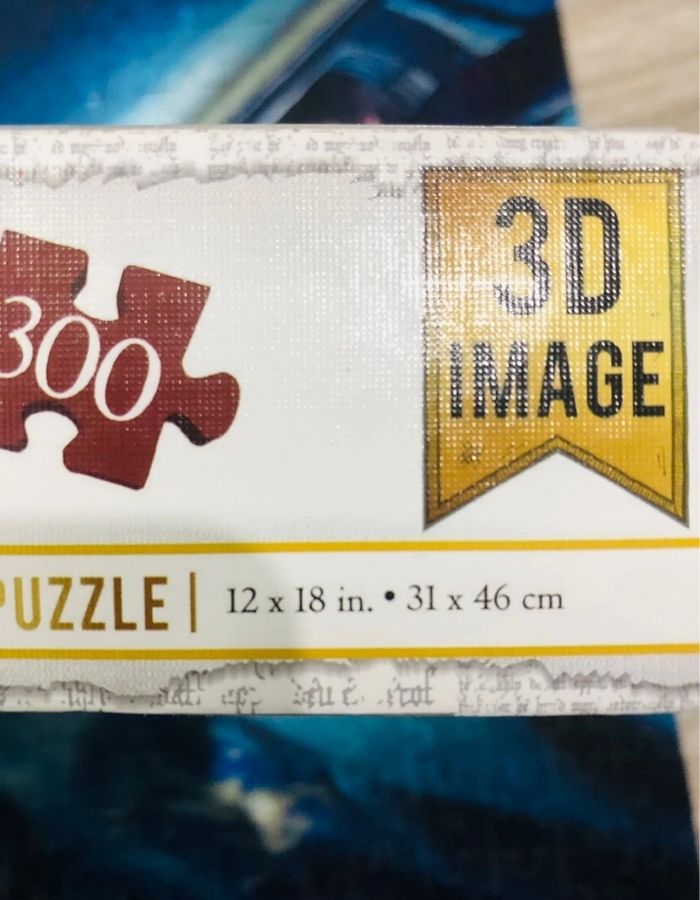 300
3D
IMAGE
PUZZLE | 12 x 18 in. • 31 x 46 cm